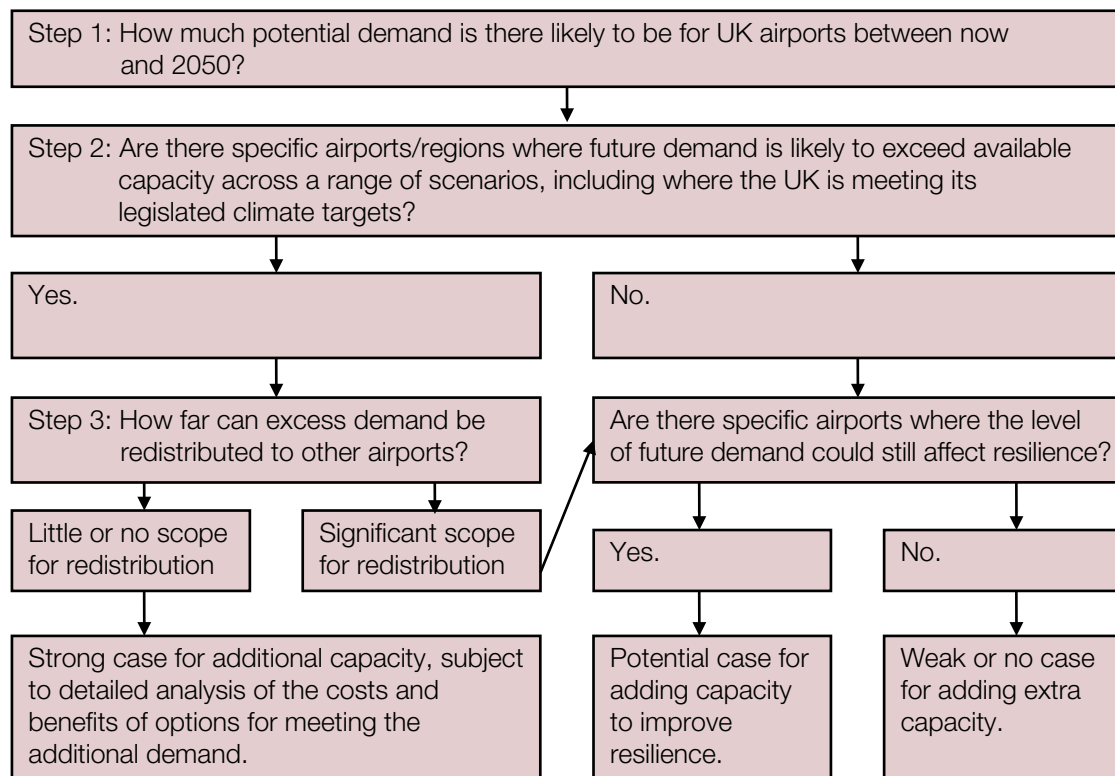 Step 1: How much potential demand is there likely to be for UK airports between now
and 2050?
Step 2: Are there specific airports/regions where future demand is likely to exceed available
capacity across a range of scenarios, including where the UK is meeting its
legislated climate targets?
Yes.
No.
Step 3: How far can excess demand be
redistributed to other airports?
Are there specific airports where the level
of future demand could still affect resilience?
Little or no scope
for redistribution
Significant scope
for redistribution
Yes.
No.
Strong case for additional capacity, subject
to detailed analysis of the costs and
benefits of options for meeting the
additional demand.
Potential case for
adding capacity
to improve
resilience.
Weak or no case
for adding extra
capacity.